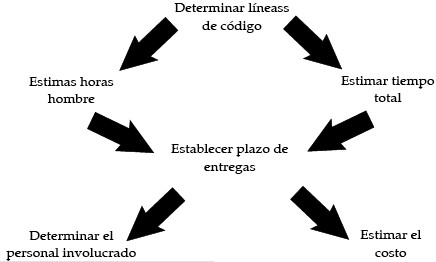 Determinar líneass
de código
Estimas horas
hombre
Estimar tiempo
total
Establecer plazo de
entregas
Determinar el
personal involucrado
Estimar el
costo